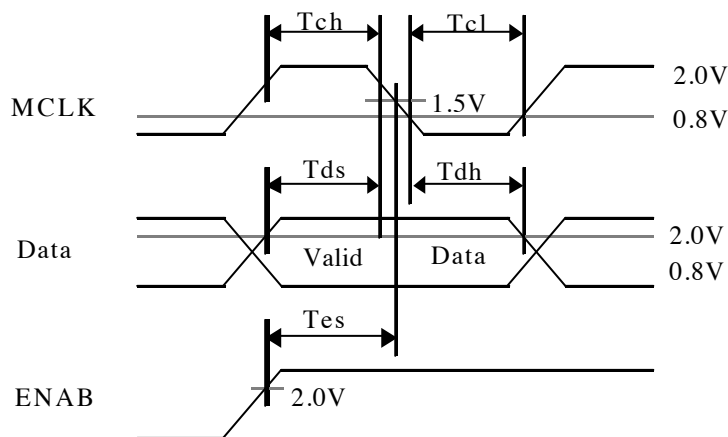 Tch Tcl
2.0V
MCLK 1.5V
0.8V
Tds Tdh
2.0V
Data Valid Data
0.8V
Tes
ENAB 2.0V